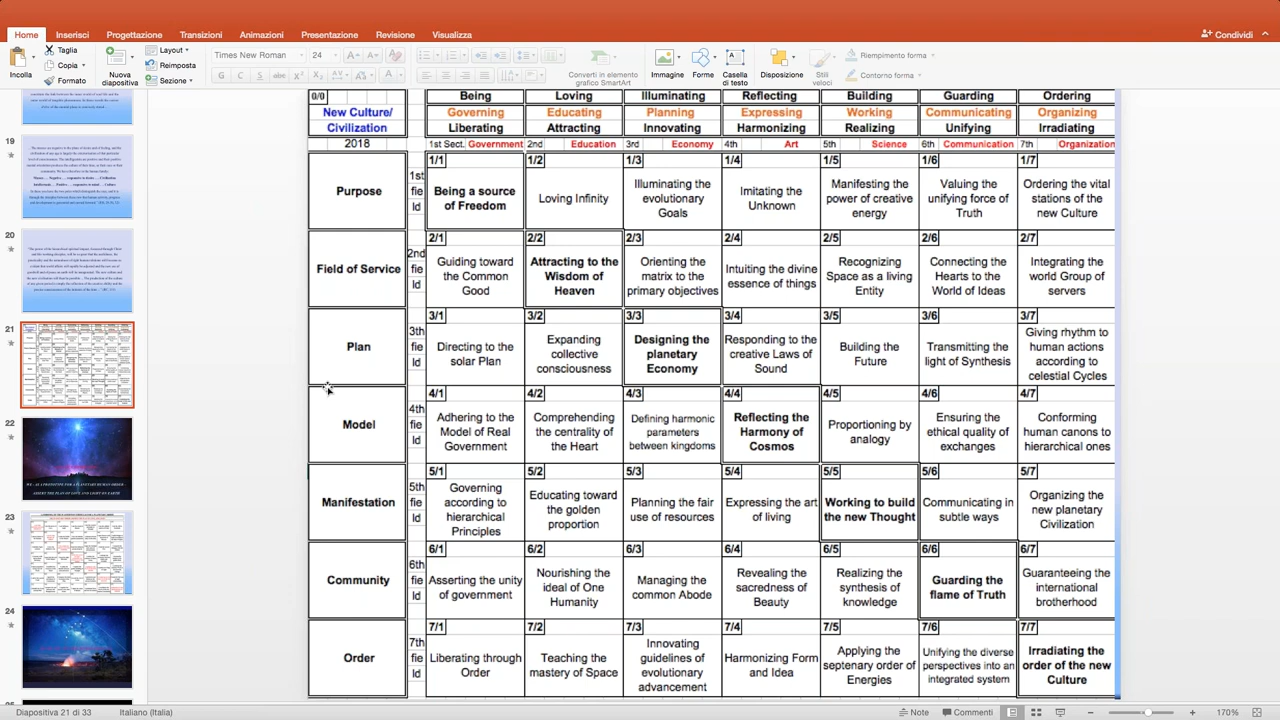 Home Inserisci Progettazione Transizioni Animazioni Presentazione Revisione Visualizza Condividi
Incolla Taglia Copia Formato Nuova diapositiva Layout Reimposta Sezione Times New Roman 24 Converti in elemento grafico SmartArt Immagine Forme Casella di testo Disposizione Stili veloci Riempimento forma Contorno forma
0/0 Being Loving Illuminating Reflecting Building Guarding Ordering
New Culture/ Governing Educating Planning Expressing Working Communicating Organizing
Civilization Liberating Attracting Innovating Harmonizing Realizing Unifying Irradiating
2018 1st Sect. Government 2nd Education 3rd Economy 4th Art 5th Science 6th Communication 7th Organization
Purpose
1st field
1/1 Being a source of Freedom
1/2 Loving Infinity
1/3 Illuminating the evolutionary Goals
1/4 Imitating the Unknown
1/5 Manifesting the power of creative energy
1/6 Valuing the unifying force of Truth
1/7 Ordering the vital stations of the new Culture
Field of Service
2nd field
2/1 Guiding toward the Common Good
2/2 Attracting to the Wisdom of Heaven
2/3 Orienting the matrix to the primary objectives
2/4 Intuiting the divine essence of things
2/5 Recognizing Space as a living Entity
2/6 Connecting the Hearts to the World of Ideas
2/7 Integrating the world Group of servers
Plan
3th field
3/1 Directing to the solar Plan
3/2 Expanding collective consciousness
3/3 Designing the planetary Economy
3/4 Responding to the creative Laws of Sound
3/5 Building the Future
3/6 Transmitting the light of Synthesis
3/7 Giving rhythm to human actions according to celestial Cycles
Model
4th field
4/1 Adhering to the Model of Real Government
4/2 Comprehending the centrality of the Heart
4/3 Defining harmonic parameters between kingdoms
4/4 Reflecting the Harmony of Cosmos
4/5 Proportioning by analogy
4/6 Ensuring the ethical quality of exchanges
4/7 Conforming human canons to hierarchical ones
Manifestation
5th field
5/1 Governing according to hierarchical Principles
5/2 Educating toward the golden proportion
5/3 Planning the fair use of resources
5/4 Expressing the art of living
5/5 Working to build the new Thought
5/6 Communicating in subtle ways
5/7 Organizing the new planetary Civilization
Community
6th field
6/1 Asserting the unity of government
6/2 Nourishing the ideal of One Humanity
6/3 Managing the common Abode
6/4 Revealing the sacredness of Beauty
6/5 Realizing the synthesis of knowledge
6/6 Guarding the flame of Truth
6/7 Guaranteeing the international brotherhood
Order
7th field
7/1 Liberating through Order
7/2 Teaching the mastery of Space
7/3 Innovating guidelines of evolutionary advancement
7/4 Harmonizing Form and Idea
7/5 Applying the septenary order of Energies
7/6 Unifying the diverse perspectives into an integrated system
7/7 Irradiating the order of the new Culture
19
20
21
22
23
24
Diapositiva 21 di 33 Italiano (Italia) Note Commenti 170%